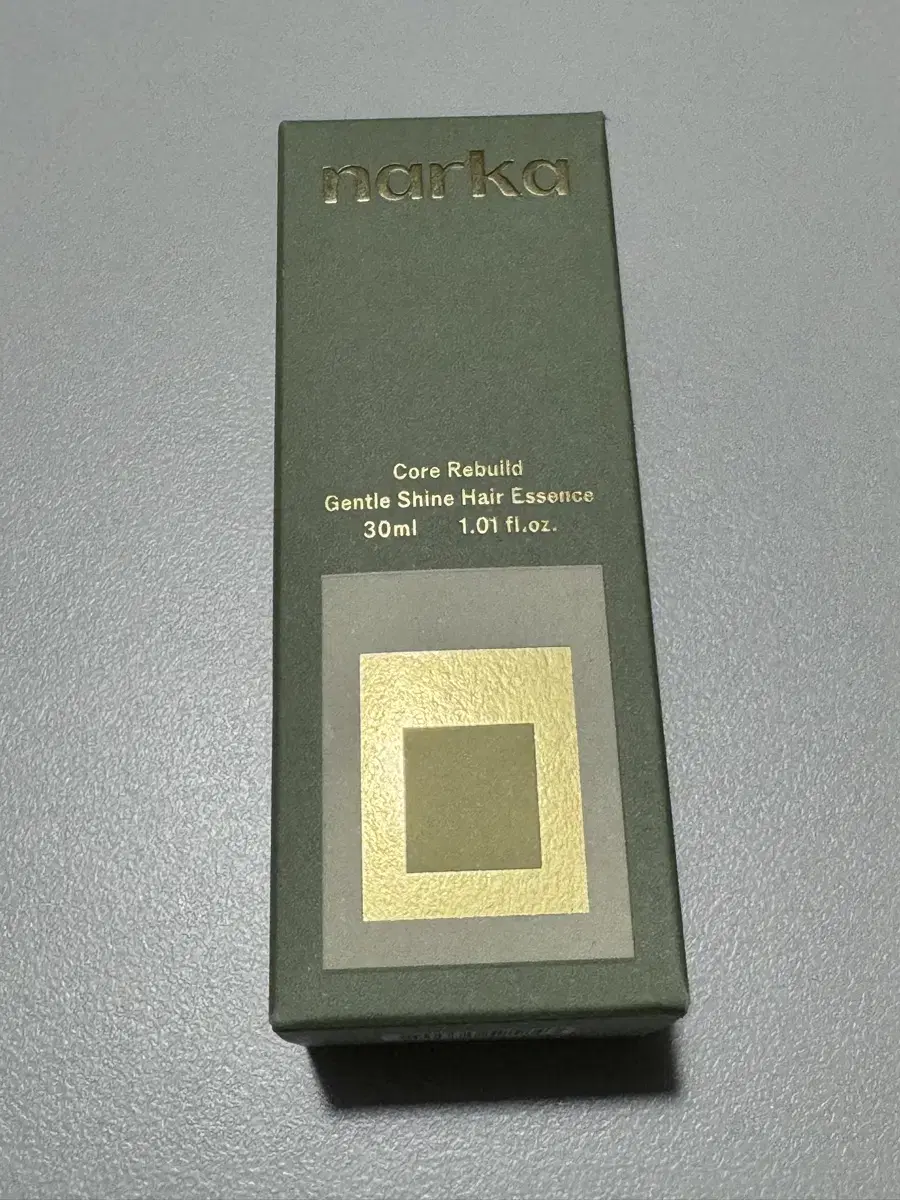 narka
Core Rebuild
Gentle Shine Hair Essence
30ml 1.01 fl.oz.